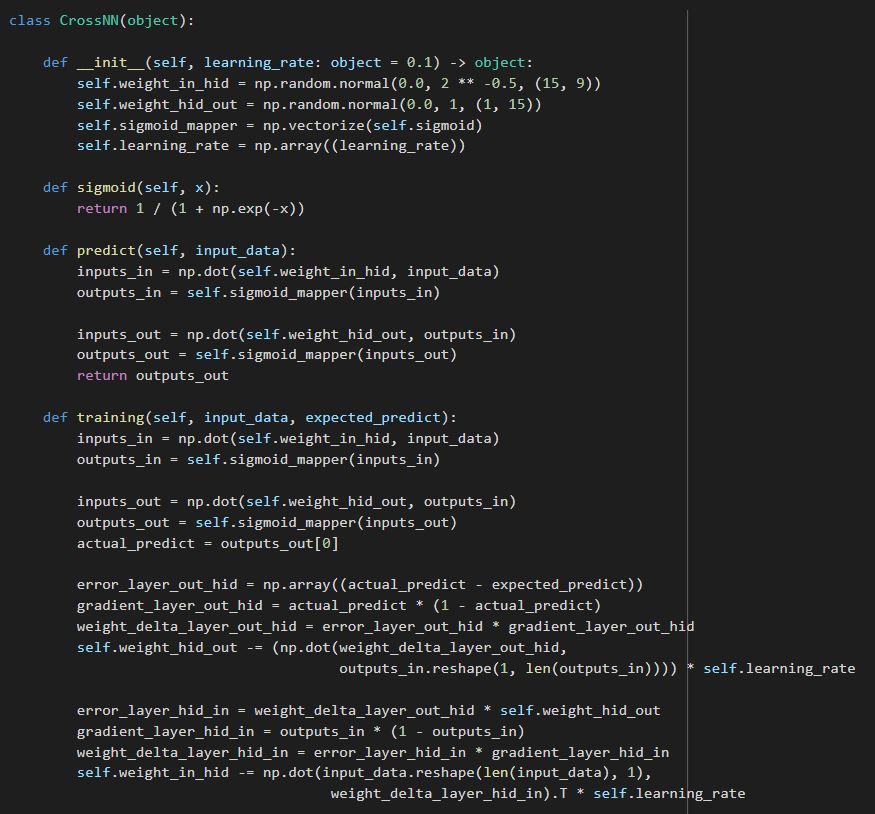 class CrossNN(object):

    def __init__(self, learning_rate: object = 0.1) -> object:
        self.weight_in_hid = np.random.normal(0.0, 2 ** -0.5, (15, 9))
        self.weight_hid_out = np.random.normal(0.0, 1, (1, 15))
        self.sigmoid_mapper = np.vectorize(self.sigmoid)
        self.learning_rate = np.array((learning_rate))

    def sigmoid(self, x):
        return 1 / (1 + np.exp(-x))

    def predict(self, input_data):
        inputs_in = np.dot(self.weight_in_hid, input_data)
        outputs_in = self.sigmoid_mapper(inputs_in)

        inputs_out = np.dot(self.weight_hid_out, outputs_in)
        outputs_out = self.sigmoid_mapper(inputs_out)
        return outputs_out

    def training(self, input_data, expected_predict):
        inputs_in = np.dot(self.weight_in_hid, input_data)
        outputs_in = self.sigmoid_mapper(inputs_in)

        inputs_out = np.dot(self.weight_hid_out, outputs_in)
        outputs_out = self.sigmoid_mapper(inputs_out)
        actual_predict = outputs_out[0]

        error_layer_out_hid = np.array((actual_predict - expected_predict))
        gradient_layer_out_hid = actual_predict * (1 - actual_predict)
        weight_delta_layer_out_hid = error_layer_out_hid * gradient_layer_out_hid
        self.weight_hid_out -= (np.dot(weight_delta_layer_out_hid,
                                       outputs_in.reshape(1, len(outputs_in)))) * self.learning_rate

        error_layer_hid_in = weight_delta_layer_out_hid * self.weight_hid_out
        gradient_layer_hid_in = outputs_in * (1 - outputs_in)
        weight_delta_layer_hid_in = error_layer_hid_in * gradient_layer_hid_in
        self.weight_in_hid -= np.dot(input_data.reshape(len(input_data), 1),
                                      weight_delta_layer_hid_in).T * self.learning_rate